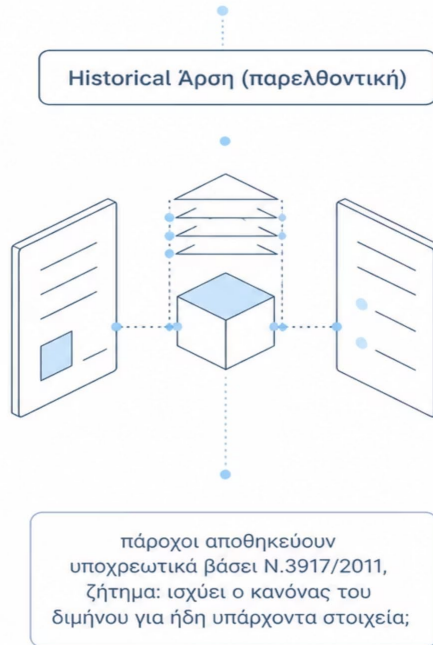 Historical Άρση (παρελθοντική)
πάροχοι αποθηκεύουν
υποχρεωτικά βάσει Ν.3917/2011,
ζήτημα: ισχύει ο κανόνας του
διμήνου για ήδη υπάρχοντα στοιχεία;